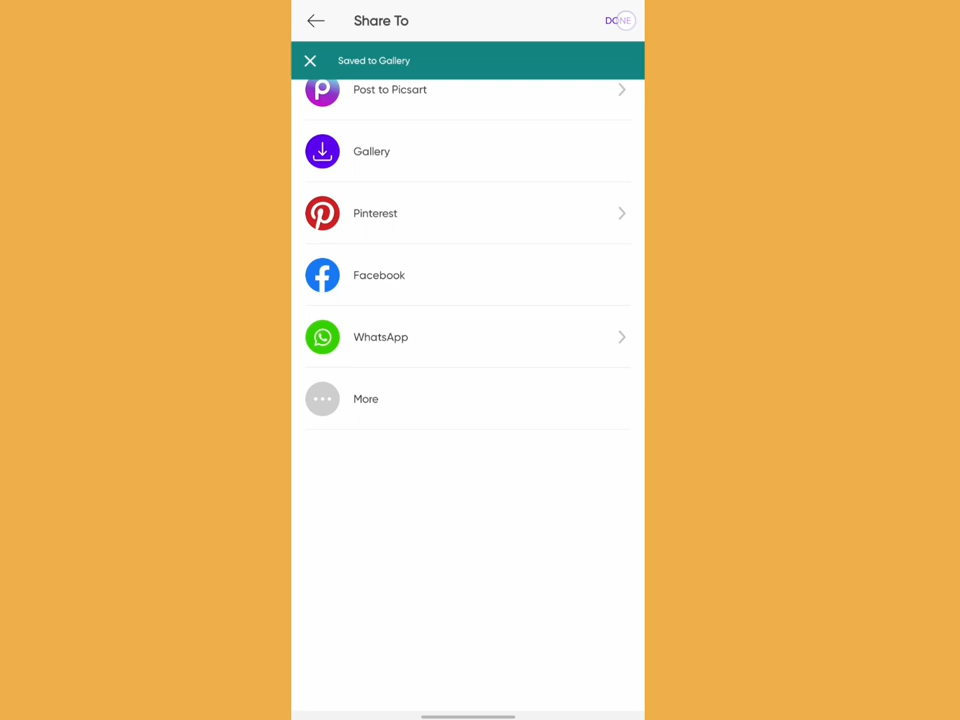 Share To
DONE
Saved to Gallery
Post to Picsart
Gallery
Pinterest
Facebook
WhatsApp
More